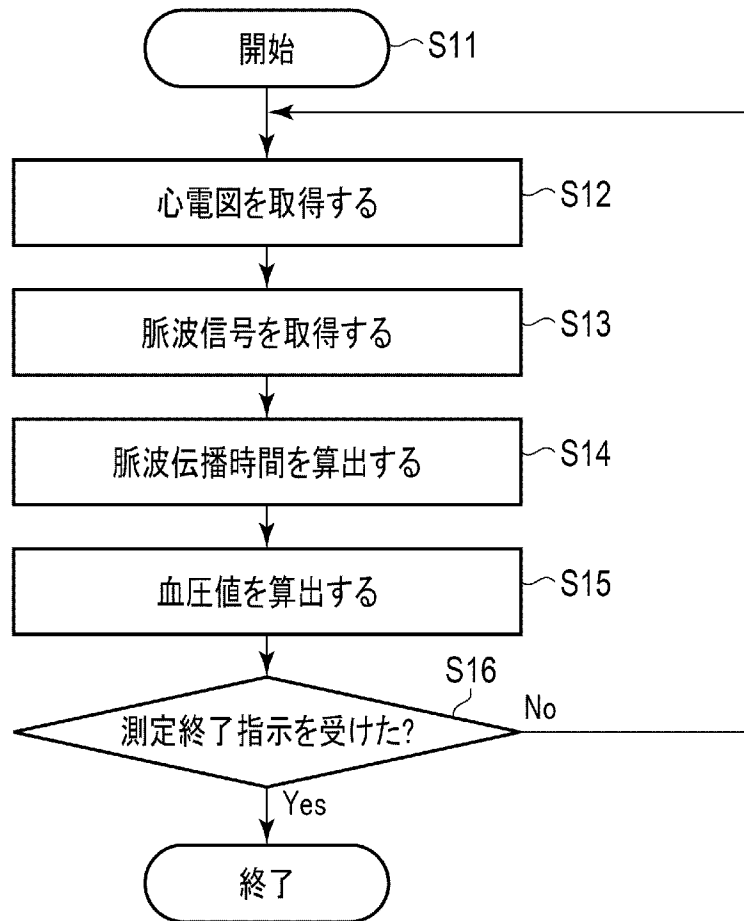 開始
S11
心電図を取得する
S12
脈波信号を取得する
S13
脈波伝播時間を算出する
S14
血圧値を算出する
S15
S16
測定終了指示を受けた?
No
Yes
終了